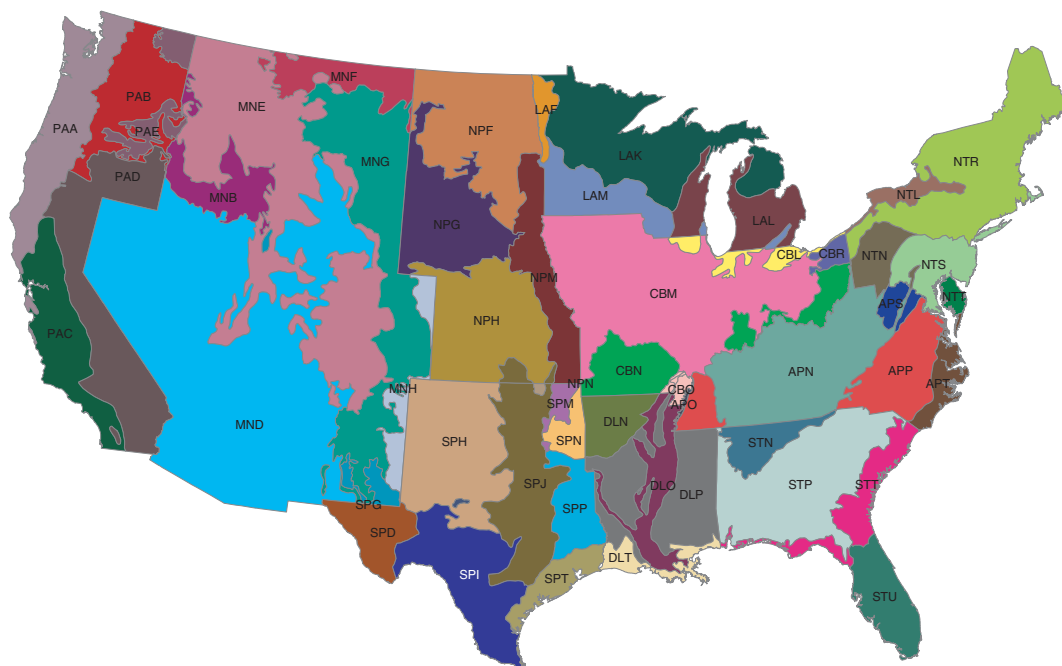 MNF
PAB
MNE
LAF
PAA
PAE
NPF
LAK
MNG
NTR
PAD
MNB
LAM
NTL
LAL
NPG
CBL
CBR
NTN
NTS
NPM
CBM
NTT
APS
NPH
PAC
CBN
APN
APP
NPN
APT
MNH
CBO
SPM
APO
MND
SPH
DLN
SPN
STN
SPJ
DLO
STP
STT
DLP
SPG
SPP
SPD
DLT
SPI
SPT
STU